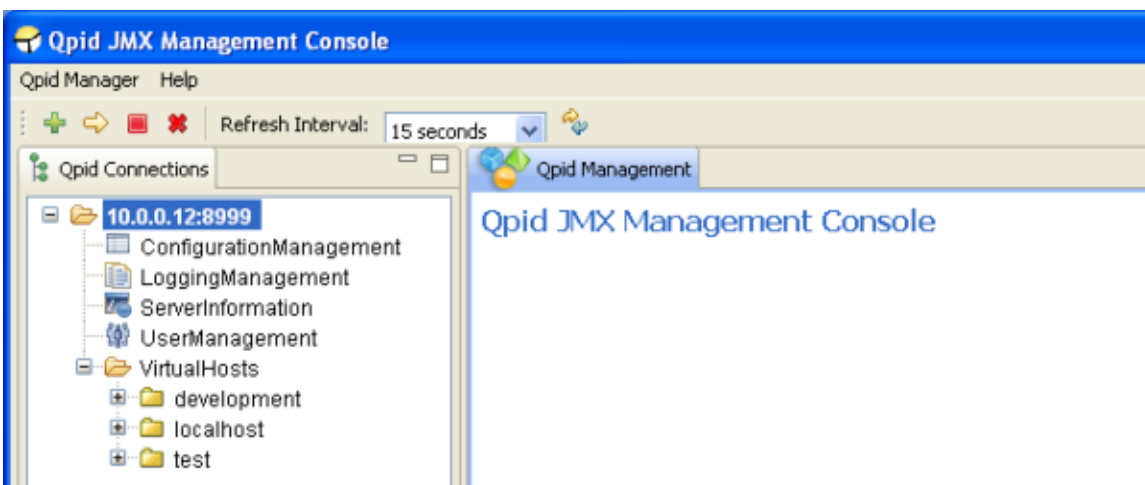 Qpid JMX Management Console
Qpid Manager Help
Refresh Interval: 15 seconds
Qpid Connections
Qpid Management
10.0.0.12:8999
ConfigurationManagement
LoggingManagement
ServerInformation
UserManagement
VirtualHosts
development
localhost
test
Qpid JMX Management Console